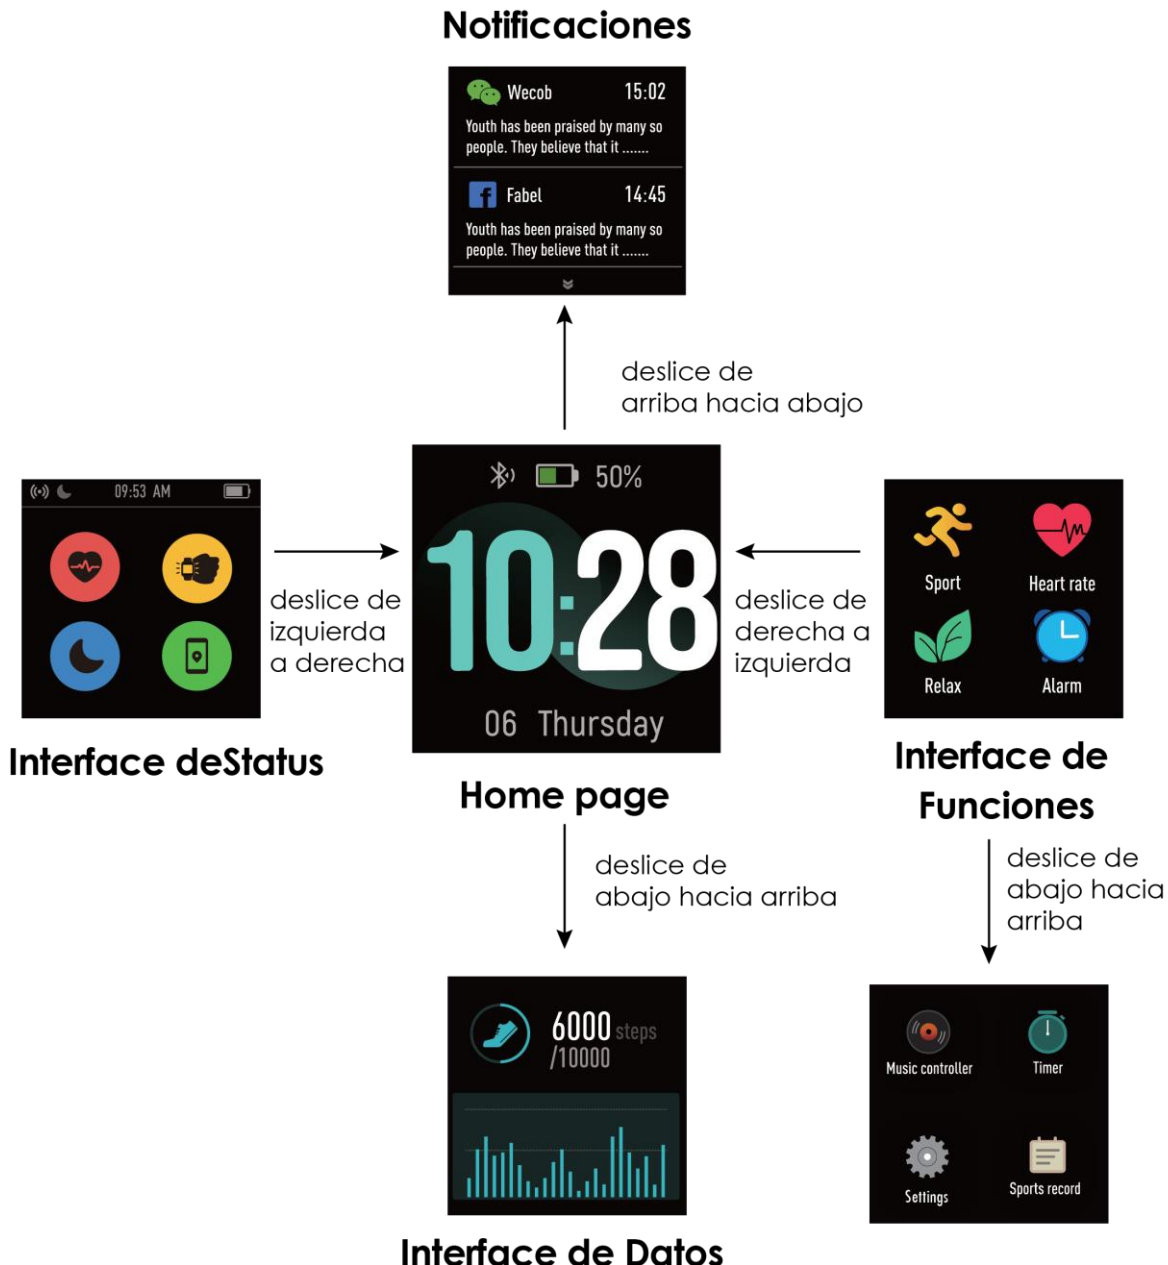 Notificaciones
Wecob 15:02
Youth has been praised by many so
people. They believe that it .......
Fabel 14:45
Youth has been praised by many so
people. They believe that it .......
deslice de
arriba hacia abajo
09:53 AM
deslice de
izquierda
a derecha
Interface deStatus
50%
10:28
06 Thursday
Home page
deslice de
derecha a
izquierda
Sport
Heart rate
Relax
Alarm
Interface de
Funciones
deslice de
abajo hacia arriba
deslice de
abajo hacia
arriba
6000 steps
/10000
Interface de Datos
Music controller
Timer
Settings
Sports record